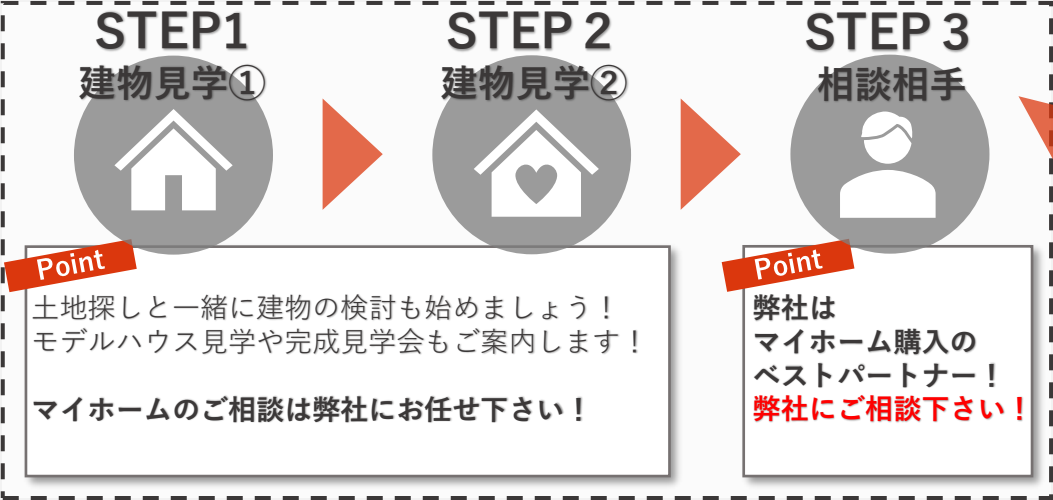 STEP1
建物見学①
STEP 2
建物見学②
STEP 3
相談相手
Point
土地探しと一緒に建物の検討も始めましょう！
モデルハウス見学や完成見学会もご案内します！
マイホームのご相談は弊社にお任せ下さい！
Point
弊社は
マイホーム購入の
ベストパートナー！
弊社にご相談下さい！